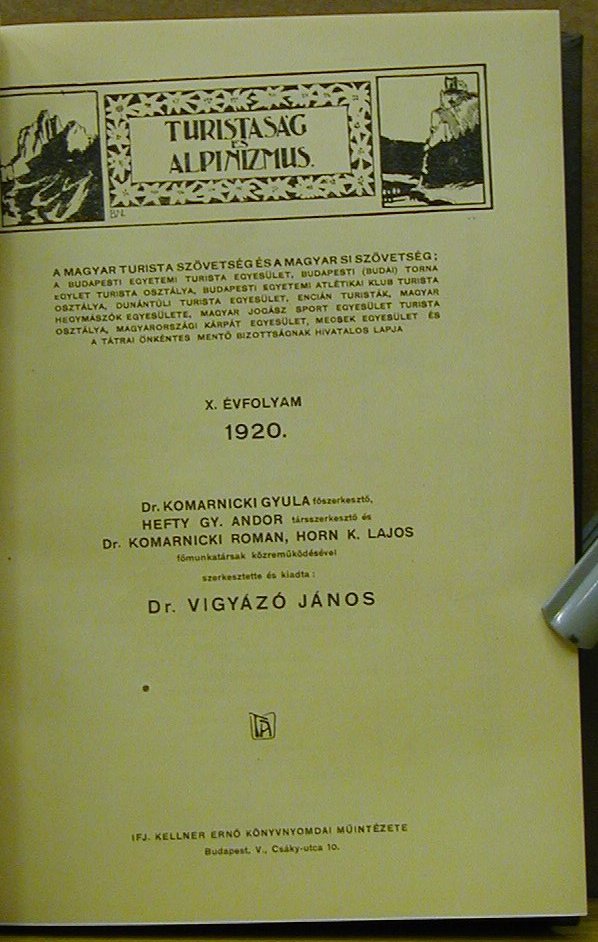 TURISTASÁG
ÉS
ALPINIZMUS.
BN.
A MAGYAR TURISTA SZÖVETSÉG ÉS A MAGYAR SI SZÖVETSÉG;
A BUDAPESTI EGYETEMI TURISTA EGYESÜLET, BUDAPESTI (BUDAI) TORNA
EGYLET TURISTA OSZTÁLYA, BUDAPESTI EGYETEMI ATLÉTIKAI KLUB TURISTA
OSZTÁLYA, DUNÁNTÚLI TURISTA EGYESÜLET, ENCIÁN TURISTÁK, MAGYAR
HEGYMÁSZÓK EGYESÜLETE, MAGYAR JOGÁSZ SPORT EGYESÜLET TURISTA
OSZTÁLYA, MAGYARORSZÁGI KÁRPÁT EGYESÜLET, MECSEK EGYESÜLET ÉS
A TÁTRAI ÖNKÉNTES MENTŐ BIZOTTSÁGNAK HIVATALOS LAPJA
X. ÉVFOLYAM
1920.
Dr. KOMARNICKI GYULA főszerkesztő,
HEFTY GY. ANDOR társszerkesztő és
Dr. KOMARNICKI ROMAN, HORN K. LAJOS
főmunkatársak közreműködésével
szerkesztette és kiadta:
Dr. VIGYÁZÓ JÁNOS
IFJ. KELLNER ERNŐ KÖNYVNYOMDAI MŰINTÉZETE
Budapest, V., Csáky-utca 10.